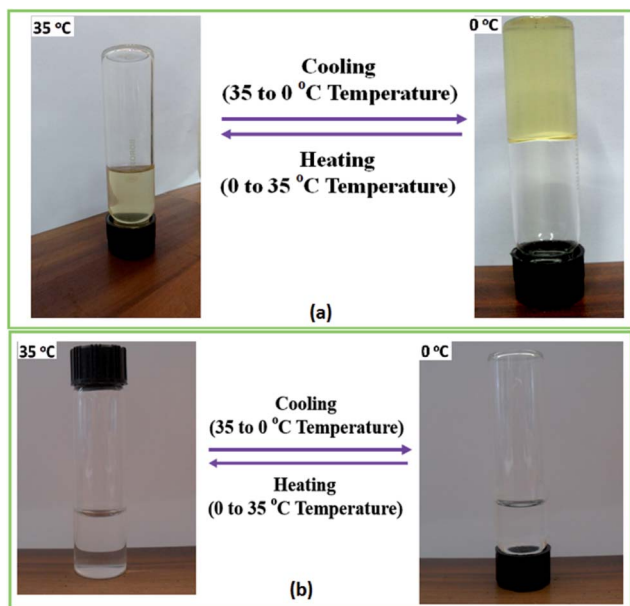 35 °C
0 °C
Cooling
(35 to 0 °C Temperature)
Heating
(0 to 35 °C Temperature)
(a)
35 °C
0 °C
Cooling
(35 to 0 °C Temperature)
Heating
(0 to 35 °C Temperature)
(b)